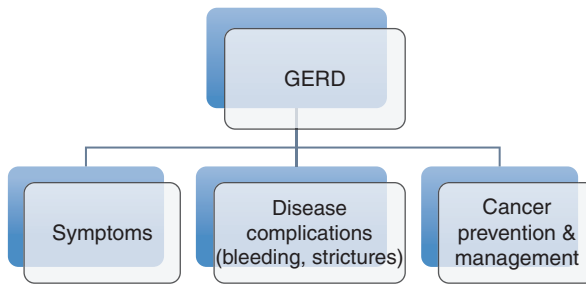 GERD
Symptoms
Disease
complications
(bleeding, strictures)
Cancer
prevention &
management